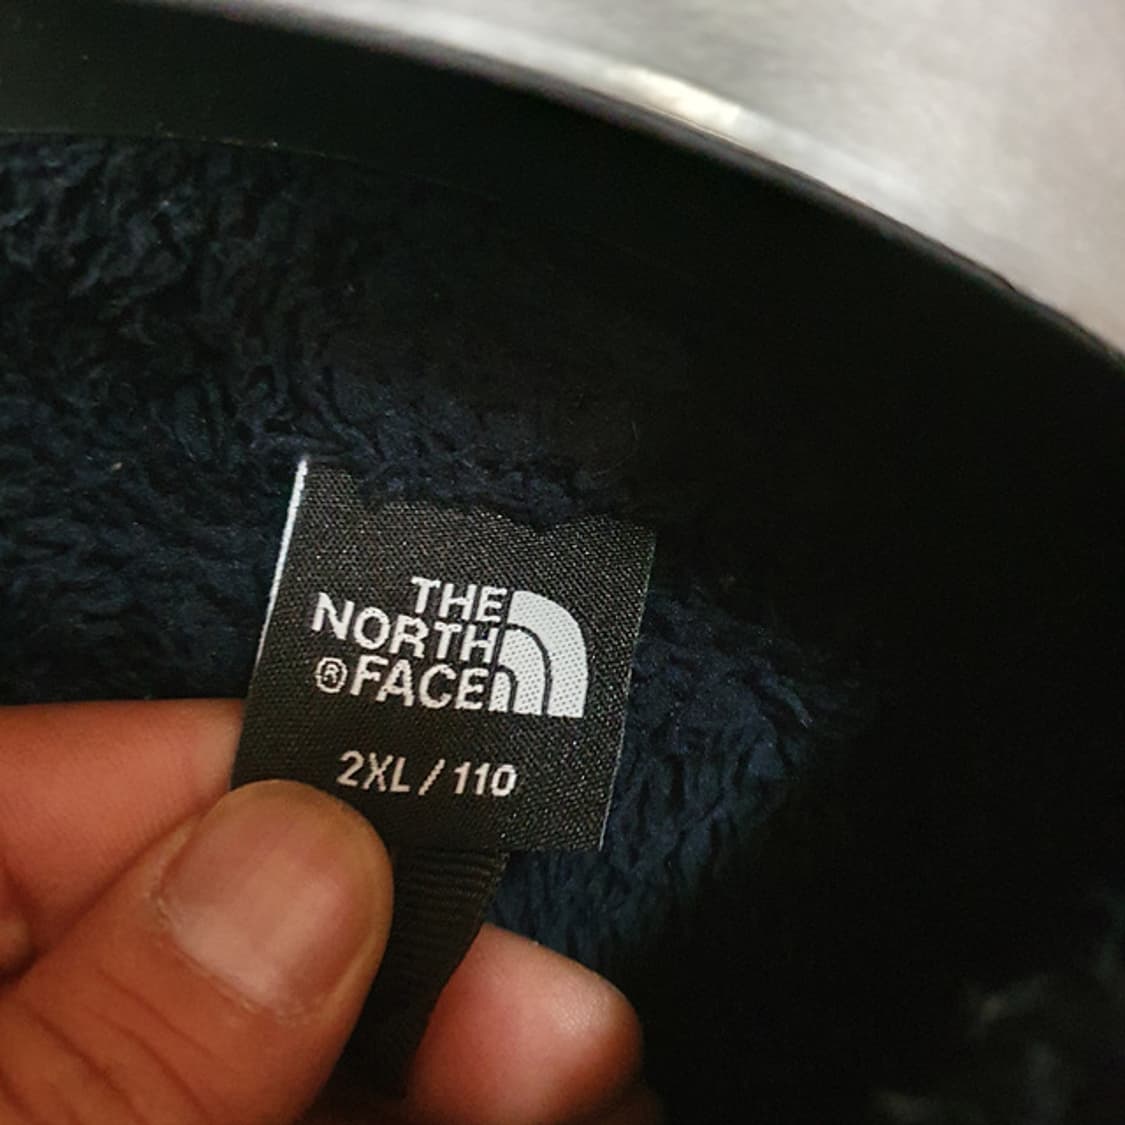 THE
NORTH
® FACE
2XL / 110